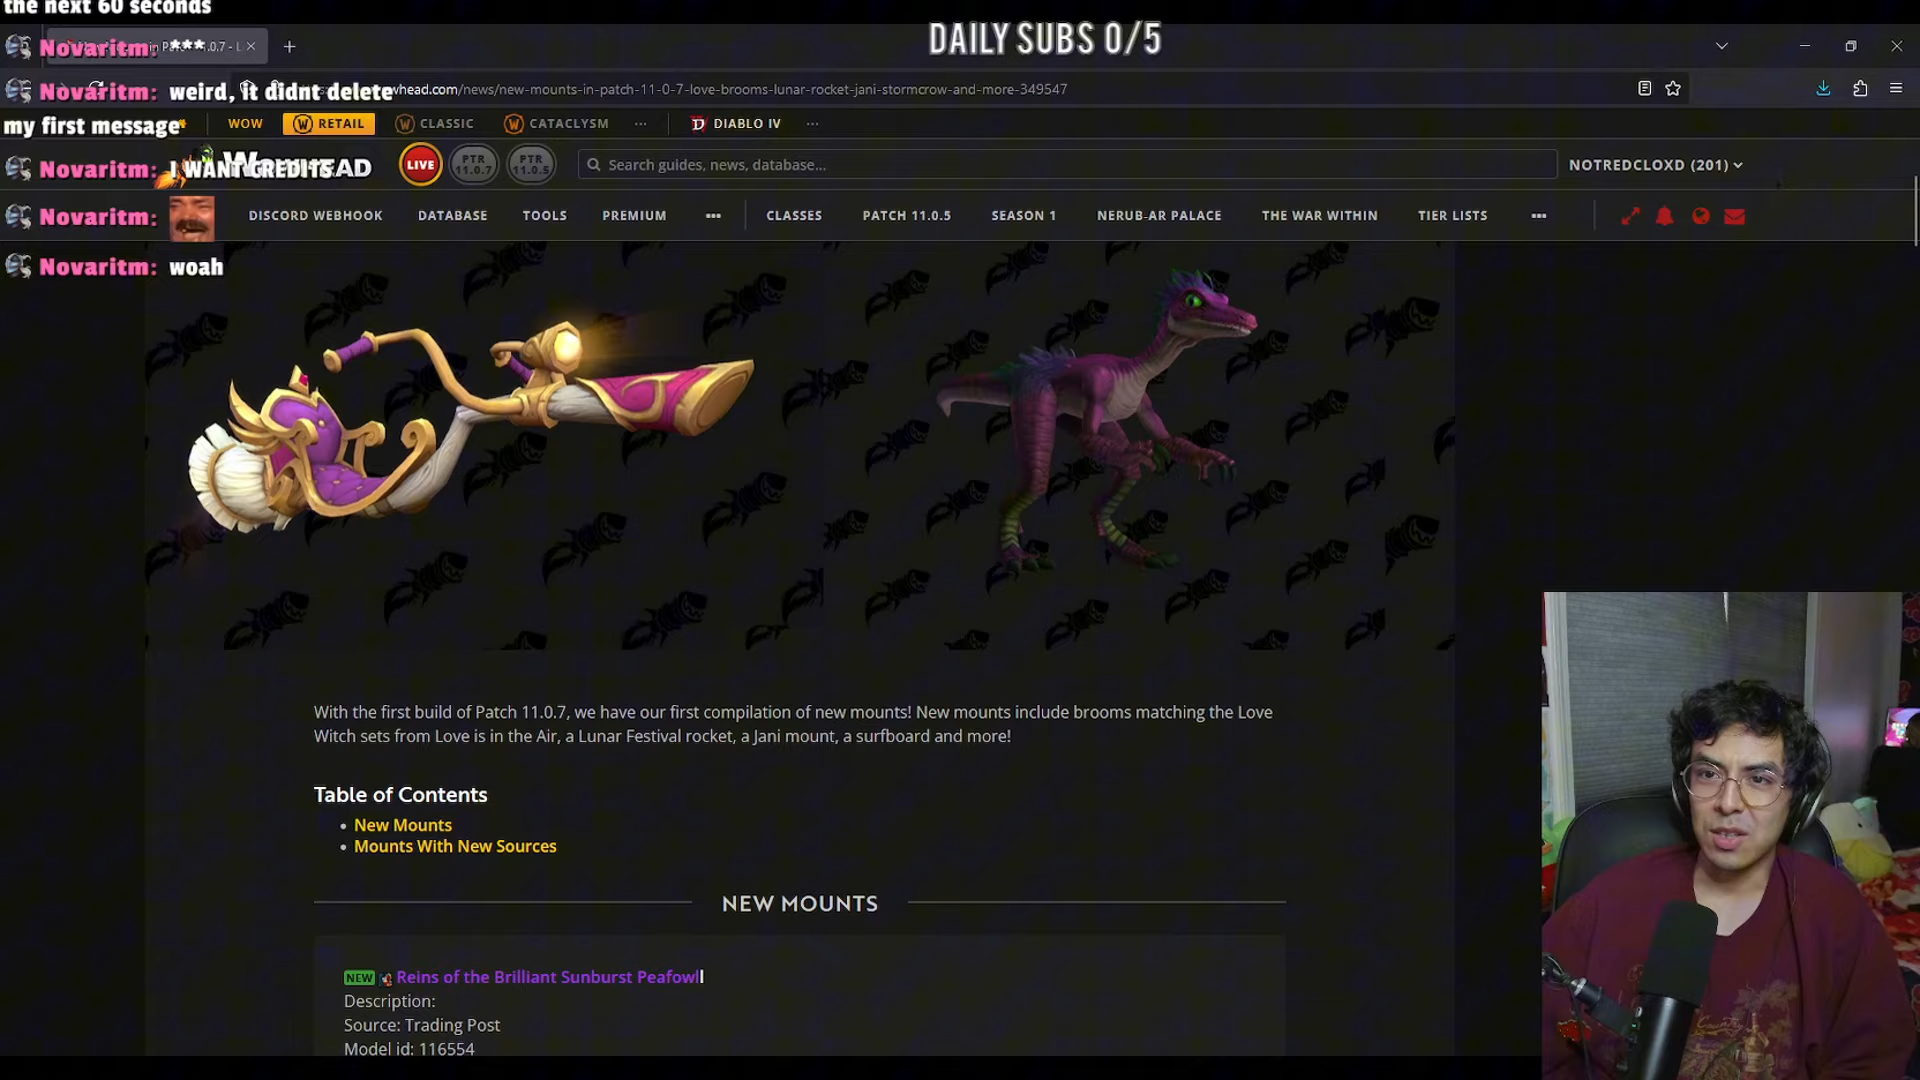 the next 60 seconds
DAILY SUBS 0/5
Novaritm: ***
in Patch 11.0.7 - L
Novaritm: weird, it didnt delete
my first message
whead.com/news/new-mounts-in-patch-11-0-7-love-brooms-lunar-rocket-jani-stormcrow-and-more-349547
WOW
RETAIL
CLASSIC
CATACLYSM
DIABLO IV
Novaritm: I WANT CREDITS
WOWHEAD
LIVE
PTR 11.0.7
PTR 11.0.5
Search guides, news, database...
NOTREDCLOXD (201)
Novaritm:
DISCORD WEBHOOK
DATABASE
TOOLS
PREMIUM
CLASSES
PATCH 11.0.5
SEASON 1
NERUB-AR PALACE
THE WAR WITHIN
TIER LISTS
Novaritm: woah
With the first build of Patch 11.0.7, we have our first compilation of new mounts! New mounts include brooms matching the Love
Witch sets from Love is in the Air, a Lunar Festival rocket, a Jani mount, a surfboard and more!
Table of Contents
• New Mounts
• Mounts With New Sources
NEW MOUNTS
NEW Reins of the Brilliant Sunburst Peafowl
Description:
Source: Trading Post
Model id: 116554